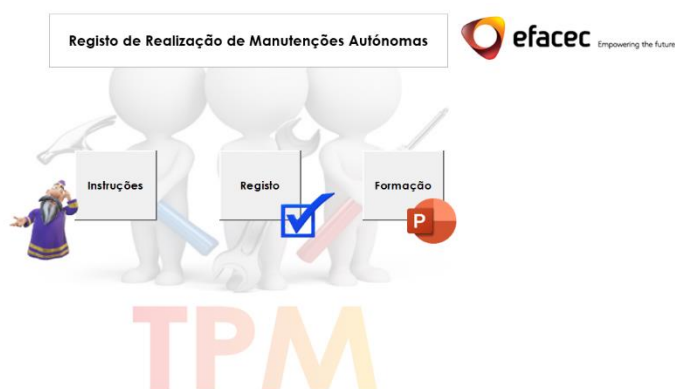 Registo de Realização de Manutenções Autónomas
efacec Empowering the future
Instruções
Registo
Formação
P
TPM